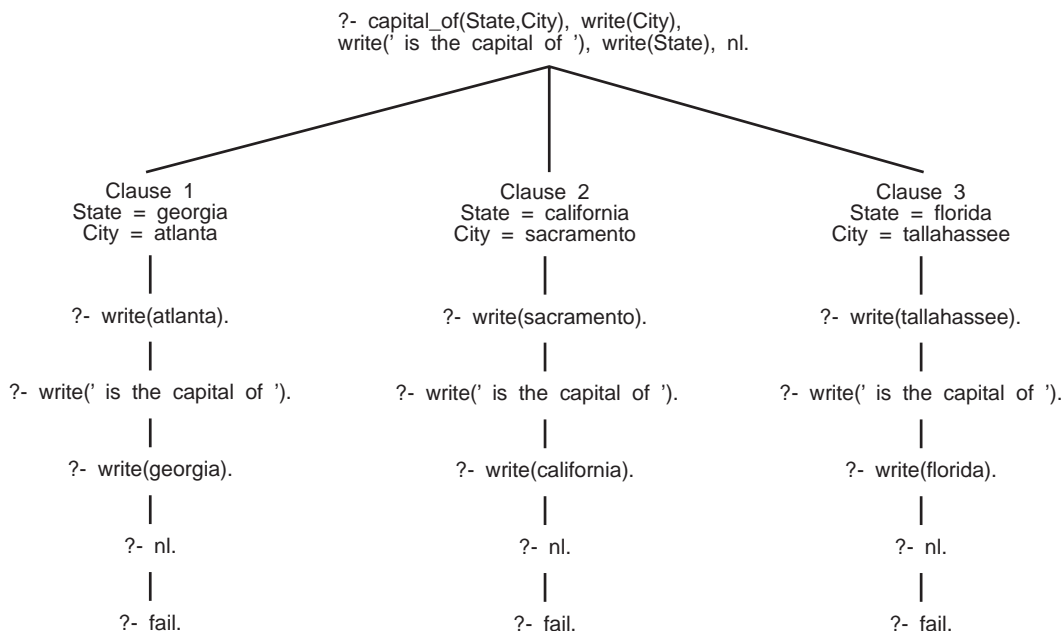 ?- capital_of(State,City), write(City),
write(’ is the capital of ’), write(State), nl.
Clause 1
State = georgia
City = atlanta
?- write(atlanta).
?- write(’ is the capital of ’).
?- write(georgia).
?- nl.
?- fail.
Clause 2
State = california
City = sacramento
?- write(sacramento).
?- write(’ is the capital of ’).
?- write(california).
?- nl.
?- fail.
Clause 3
State = florida
City = tallahassee
?- write(tallahassee).
?- write(’ is the capital of ’).
?- write(florida).
?- nl.
?- fail.